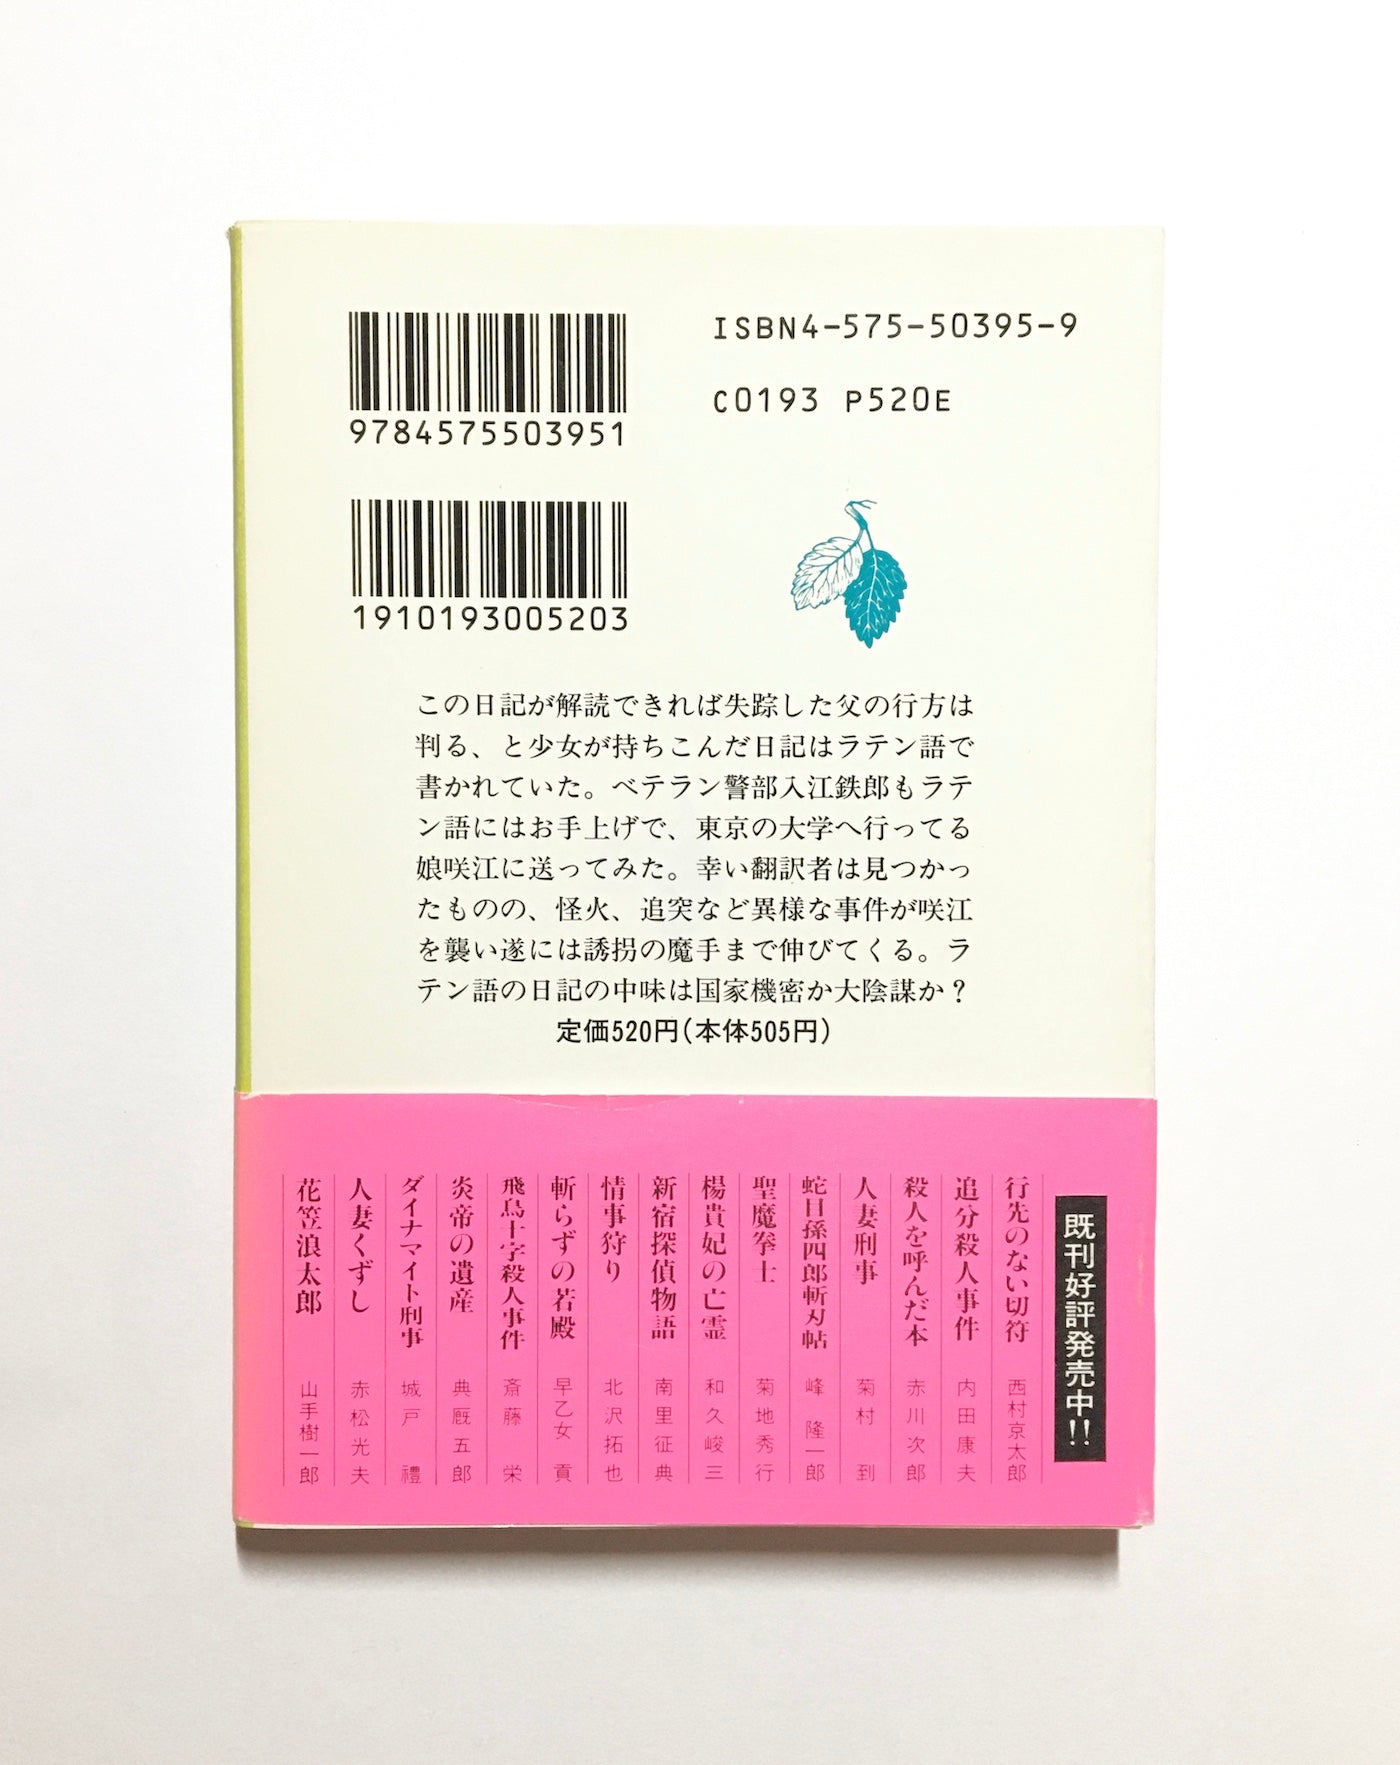 9784575503951
1910193005203
ISBN4-575-50395-9
C0193 P520E
この日記が解読できれば失踪した父の行方は
判る、と少女が持ちこんだ日記はラテン語で
書かれていた。ベテラン警部入江鉄郎もラテ
ン語にはお手上げで、東京の大学へ行ってる
娘咲江に送ってみた。幸い翻訳者は見つかっ
たものの、怪火、追突など異様な事件が咲江
を襲い遂には誘拐の魔手まで伸びてくる。ラ
テン語の日記の中味は国家機密か大陰謀か？
定価520円(本体505円)
既刊好評発売中!!
行先のない切符 西村京太郎
追分殺人事件 内田康夫
殺人を呼んだ本 赤川次郎
人妻刑事 菊村到
蛇目孫四郎斬刃帖 峰隆一郎
聖魔拳士 菊地秀行
楊貴妃の亡霊 和久峻三
新宿探偵物語 南里征典
情事狩り 北沢拓也
斬らずの若殿 早乙女貢
飛鳥十字殺人事件 斎藤栄
炎帝の遺産 典厩五郎
ダイナマイト刑事 城戸禮
人妻くずし 赤松光夫
花笠浪太郎 山手樹一郎